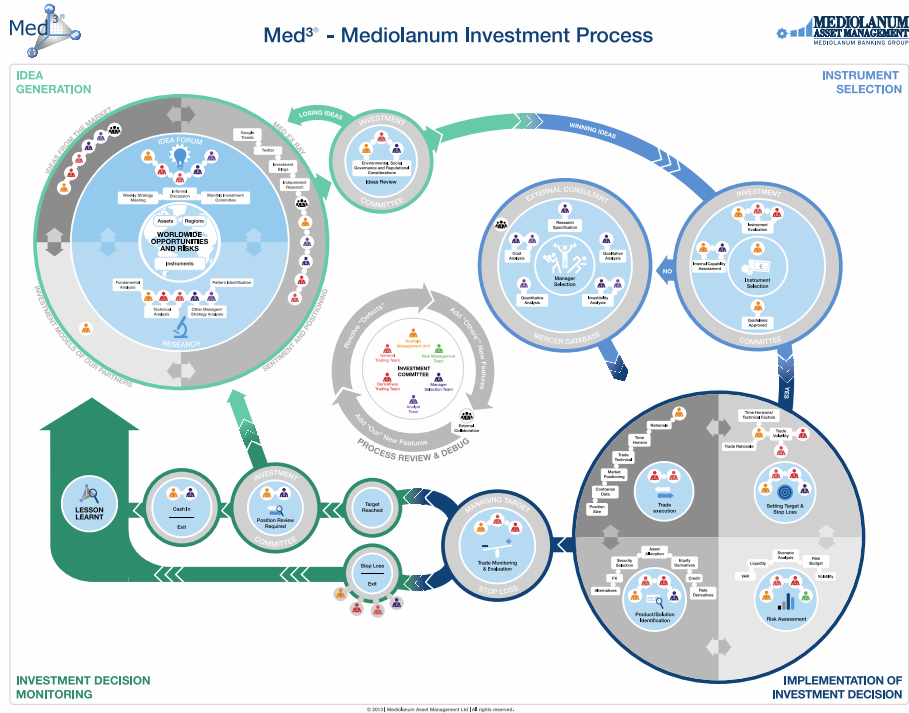 Med3®
Med3® - Mediolanum Investment Process
MEDIOLANUM
ASSET MANAGEMENT
MEDIOLANUM BANKING GROUP
IDEA
GENERATION
INSTRUMENT
SELECTION
IDEAS FROM THE MARKET
MED EX RAY
INVESTMENT MODELS OF OUR PARTNERS
SENTIMENT AND POSITIONING
IDEA FORUM
Google
Trends
Twitter
Investment
Blogs
Independent
Research
Weekly Strategy
Meeting
Informal
Discussion
Monthly Investment
Committee
Assets
Regions
WORLDWIDE
OPPORTUNITIES
AND RISKS
Instruments
Fundamental
Analysis
Pattern Identification
Technical
Analysis
Other Managers'
Strategy Analysis
RESEARCH
LOSING IDEAS
INVESTMENT
Environmental, Social
Governance and Reputational
Considerations
Ideas Review
COMMITTEE
WINNING IDEAS
EXTERNAL CONSULTANT
Research
Specification
Cost
Analysis
Qualitative
Analysis
Manager
Selection
Quantitative
Analysis
Investability
Analysis
MERCER DATABASE
NO
INVESTMENT
Instrument
Evaluation
Internal Capability
Assessment
Instrument
Selection
Guidelines
Approved
COMMITTEE
YES
Resolve "Defects"
Add "Others'" New Features
Add "Our" New Features
PROCESS REVIEW & DEBUG
Portfolio
Management Unit
General
Trading Team
Risk Management
Team
INVESTMENT
COMMITTEE
Derivatives
Trading Team
Manager
Selection Team
Analyst
Team
External
Collaboration
Rationale
Time
Horizon
Trade
Technical
Market
Positioning
Contrarian
Data
Position
Size
Trade
execution
Time Horizons/
Technical Factors
Trade
Volatility
Trade Rationale
Setting Target &
Stop Loss
Asset
Allocation
Security
Selection
Equity
Derivatives
FX
Credit
Alternatives
Rate
Derivatives
Product/Solution
Identification
Scenario
Analysis
Liquidity
Risk
Budget
VAR
Volatility
Risk Assessment
MANAGING TARGET
Trade Monitoring
& Evaluation
STOP LOSS
Target
Reached
Stop Loss
Exit
INVESTMENT
Position Review
Required
COMMITTEE
Cash In
Exit
LESSON
LEARNT
INVESTMENT DECISION
MONITORING
IMPLEMENTATION OF
INVESTMENT DECISION
© 2013 | Mediolanum Asset Management Ltd | All rights reserved.